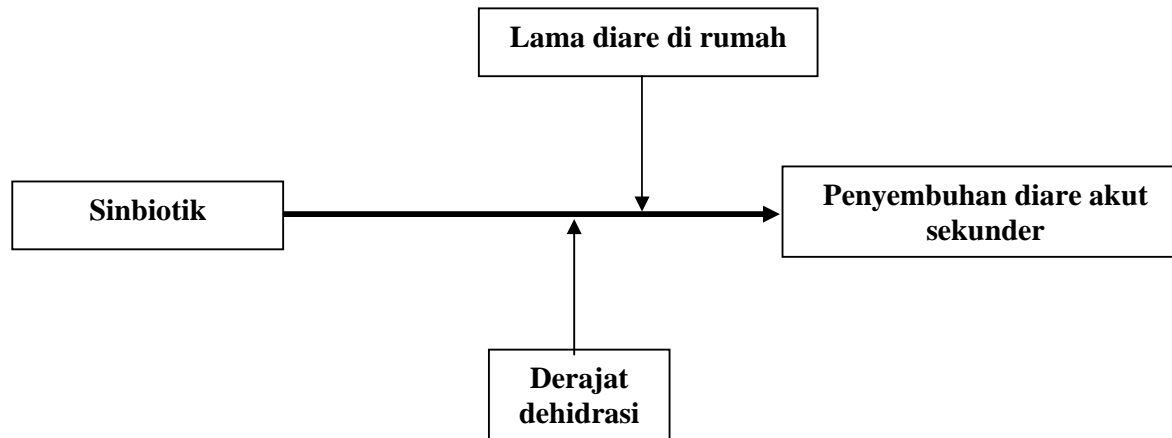 Lama diare di rumah
Sinbiotik
Penyembuhan diare akut
sekunder
Derajat
dehidrasi